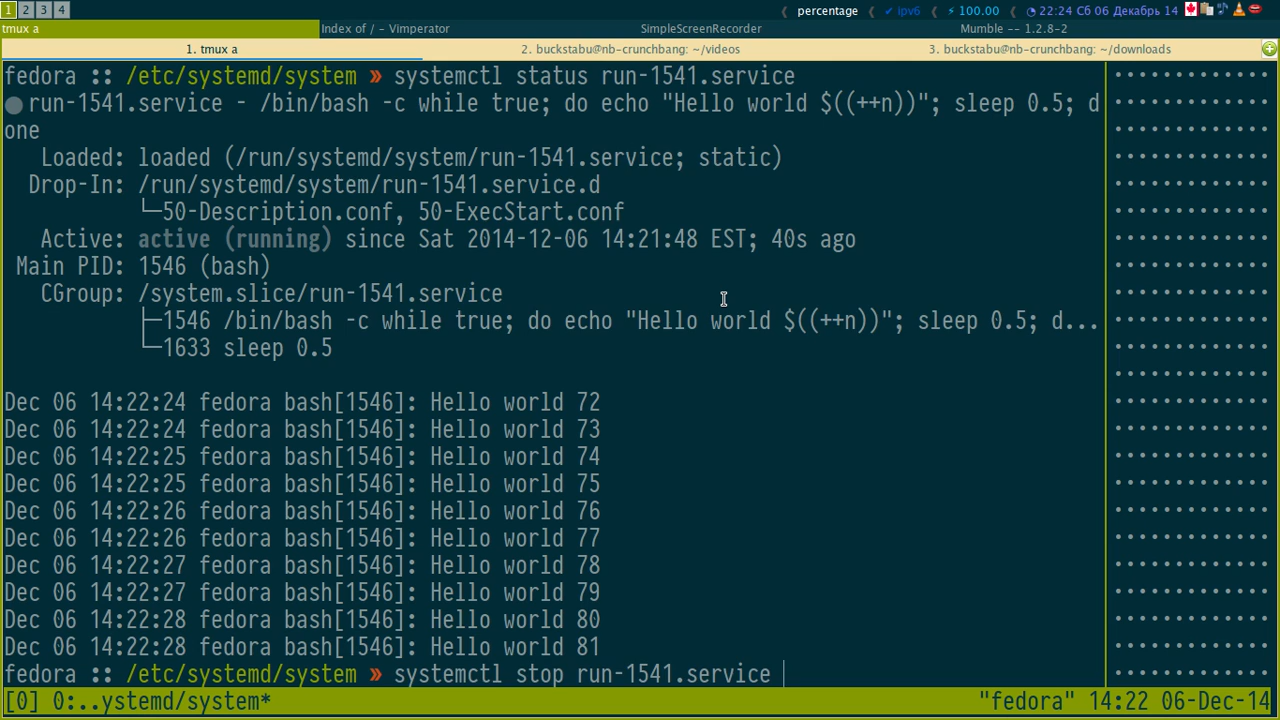 1 2 3 4 percentage ✔ ipv6 ⚡ 100.00 22:24 Сб 06 Декабрь 14
tmux a Index of / - Vimperator SimpleScreenRecorder Mumble -- 1.2.8-2
1. tmux a 2. buckstabu@nb-crunchbang: ~/videos 3. buckstabu@nb-crunchbang: ~/downloads
fedora :: /etc/systemd/system » systemctl status run-1541.service
● run-1541.service - /bin/bash -c while true; do echo "Hello world $((++n))"; sleep 0.5; d
one
Loaded: loaded (/run/systemd/system/run-1541.service; static)
Drop-In: /run/systemd/system/run-1541.service.d
└─50-Description.conf, 50-ExecStart.conf
Active: active (running) since Sat 2014-12-06 14:21:48 EST; 40s ago
Main PID: 1546 (bash)
CGroup: /system.slice/run-1541.service
├─1546 /bin/bash -c while true; do echo "Hello world $((++n))"; sleep 0.5; d...
└─1633 sleep 0.5
Dec 06 14:22:24 fedora bash[1546]: Hello world 72
Dec 06 14:22:24 fedora bash[1546]: Hello world 73
Dec 06 14:22:25 fedora bash[1546]: Hello world 74
Dec 06 14:22:25 fedora bash[1546]: Hello world 75
Dec 06 14:22:26 fedora bash[1546]: Hello world 76
Dec 06 14:22:26 fedora bash[1546]: Hello world 77
Dec 06 14:22:27 fedora bash[1546]: Hello world 78
Dec 06 14:22:27 fedora bash[1546]: Hello world 79
Dec 06 14:22:28 fedora bash[1546]: Hello world 80
Dec 06 14:22:28 fedora bash[1546]: Hello world 81
fedora :: /etc/systemd/system » systemctl stop run-1541.service
[0] 0:..ystemd/system* "fedora" 14:22 06-Dec-14